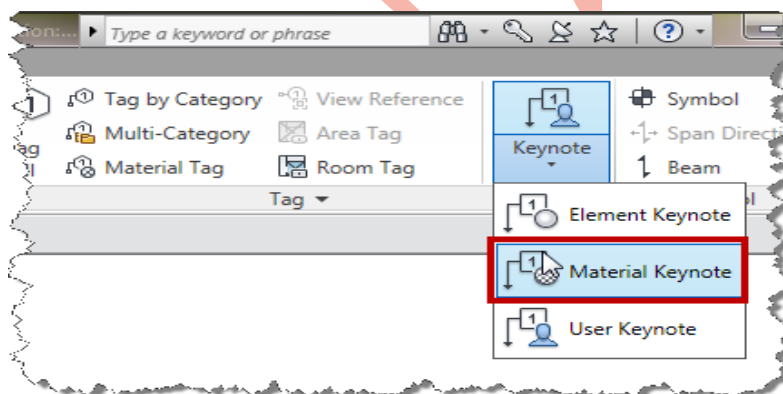 Type a keyword or phrase
Tag by Category View Reference Symbol
Multi-Category Area Tag Span
Material Tag Room Tag Keynote Beam
Tag
Element Keynote
Material Keynote
User Keynote